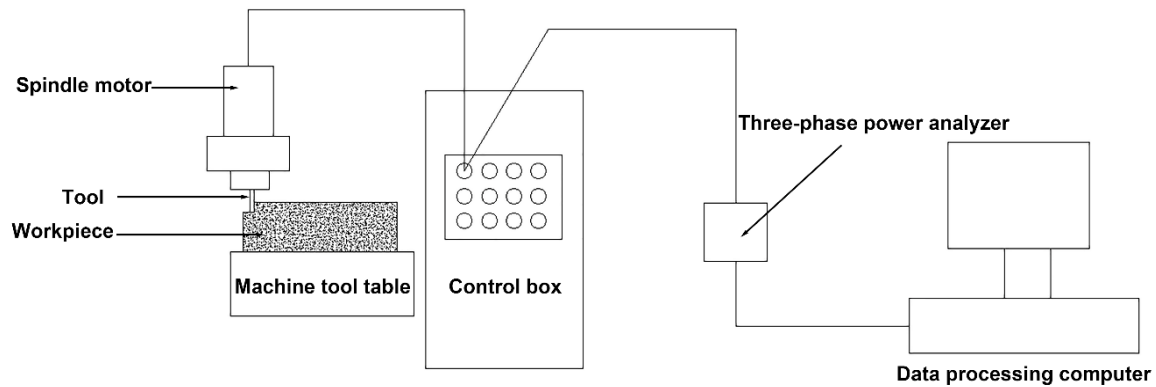 Spindle motor
Three-phase power analyzer
Tool
Workpiece
Machine tool table
Control box
Data processing computer